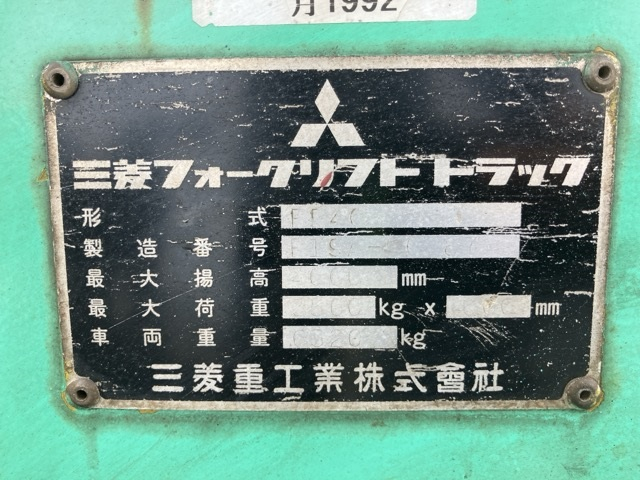 月1992
三菱フォークリフトトラック
形式
製造番号
最大揚高 mm
最大荷重 kg x mm
車両重量 kg
三菱重工業株式會社